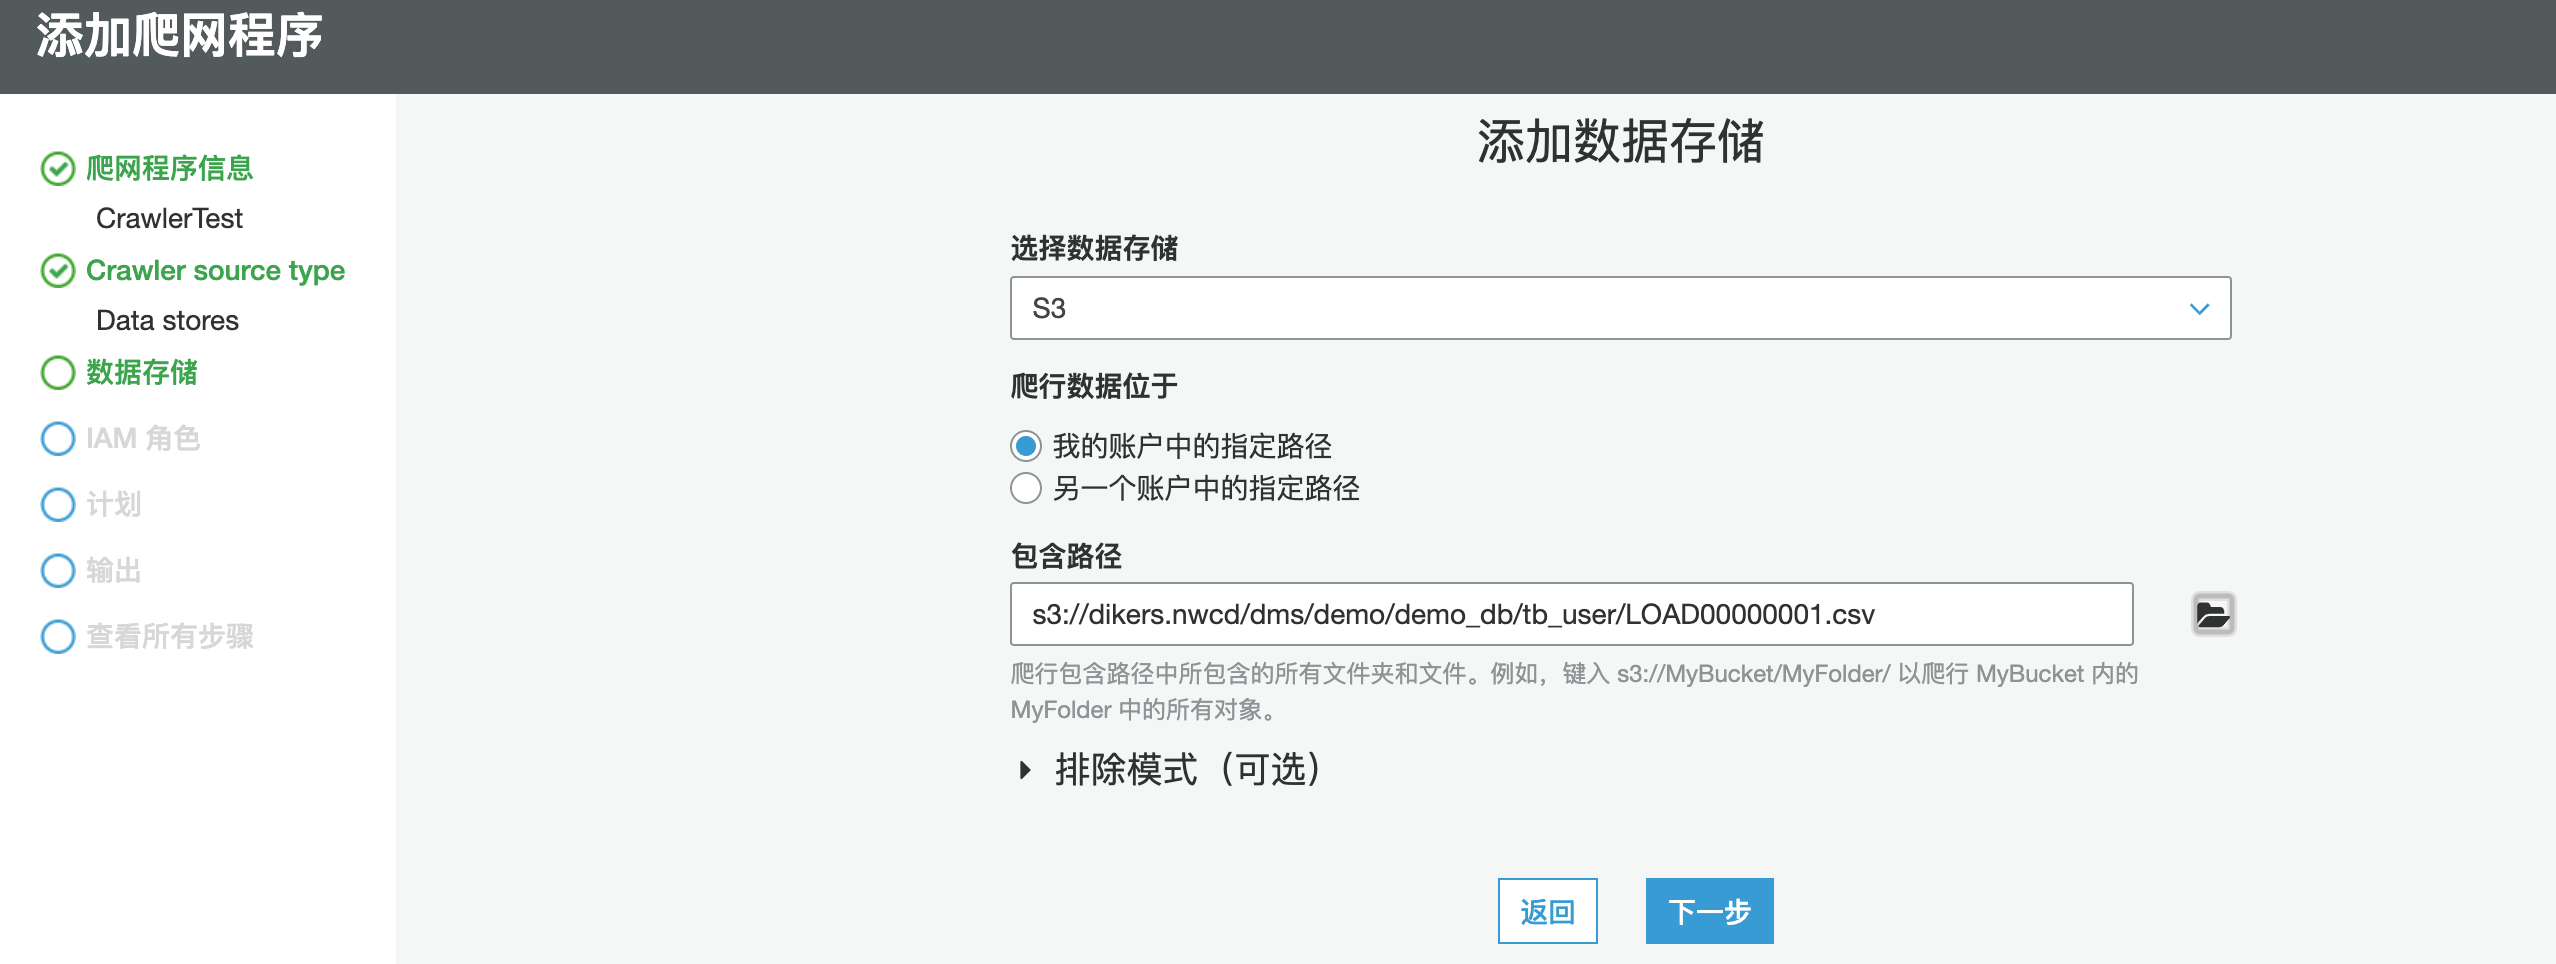 添加爬网程序
爬网程序信息
CrawlerTest
Crawler source type
Data stores
数据存储
IAM 角色
计划
输出
查看所有步骤
添加数据存储
选择数据存储
S3
爬行数据位于
我的账户中的指定路径
另一个账户中的指定路径
包含路径
s3://dikers.nwcd/dms/demo/demo_db/tb_user/LOAD00000001.csv
爬行包含路径中所包含的所有文件夹和文件。例如，键入 s3://MyBucket/MyFolder/ 以爬行 MyBucket 内的
MyFolder 中的所有对象。
排除模式（可选）
返回
下一步